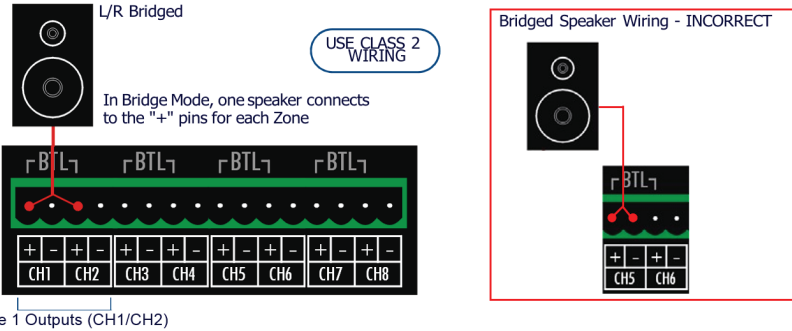 L/R Bridged
USE CLASS 2
WIRING
In Bridge Mode, one speaker connects
to the "+" pins for each Zone
BTL BTL BTL BTL
+ - + - + - + - + - + - + - + -
CH1 CH2 CH3 CH4 CH5 CH6 CH7 CH8
e 1 Outputs (CH1/CH2)
Bridged Speaker Wiring - INCORRECT
BTL
+ - + -
CH5 CH6